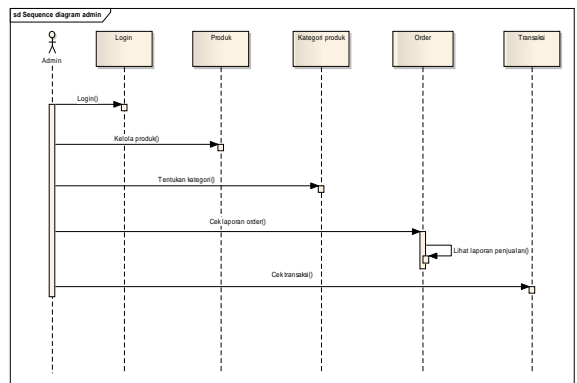 sd Sequence diagram admin
Admin
Login
Produk
Kategori produk
Order
Transaksi
Login()
Kelola produk()
Tentukan kategori()
Cek laporan order()
Lihat laporan penjualan()
Cek transaksi()